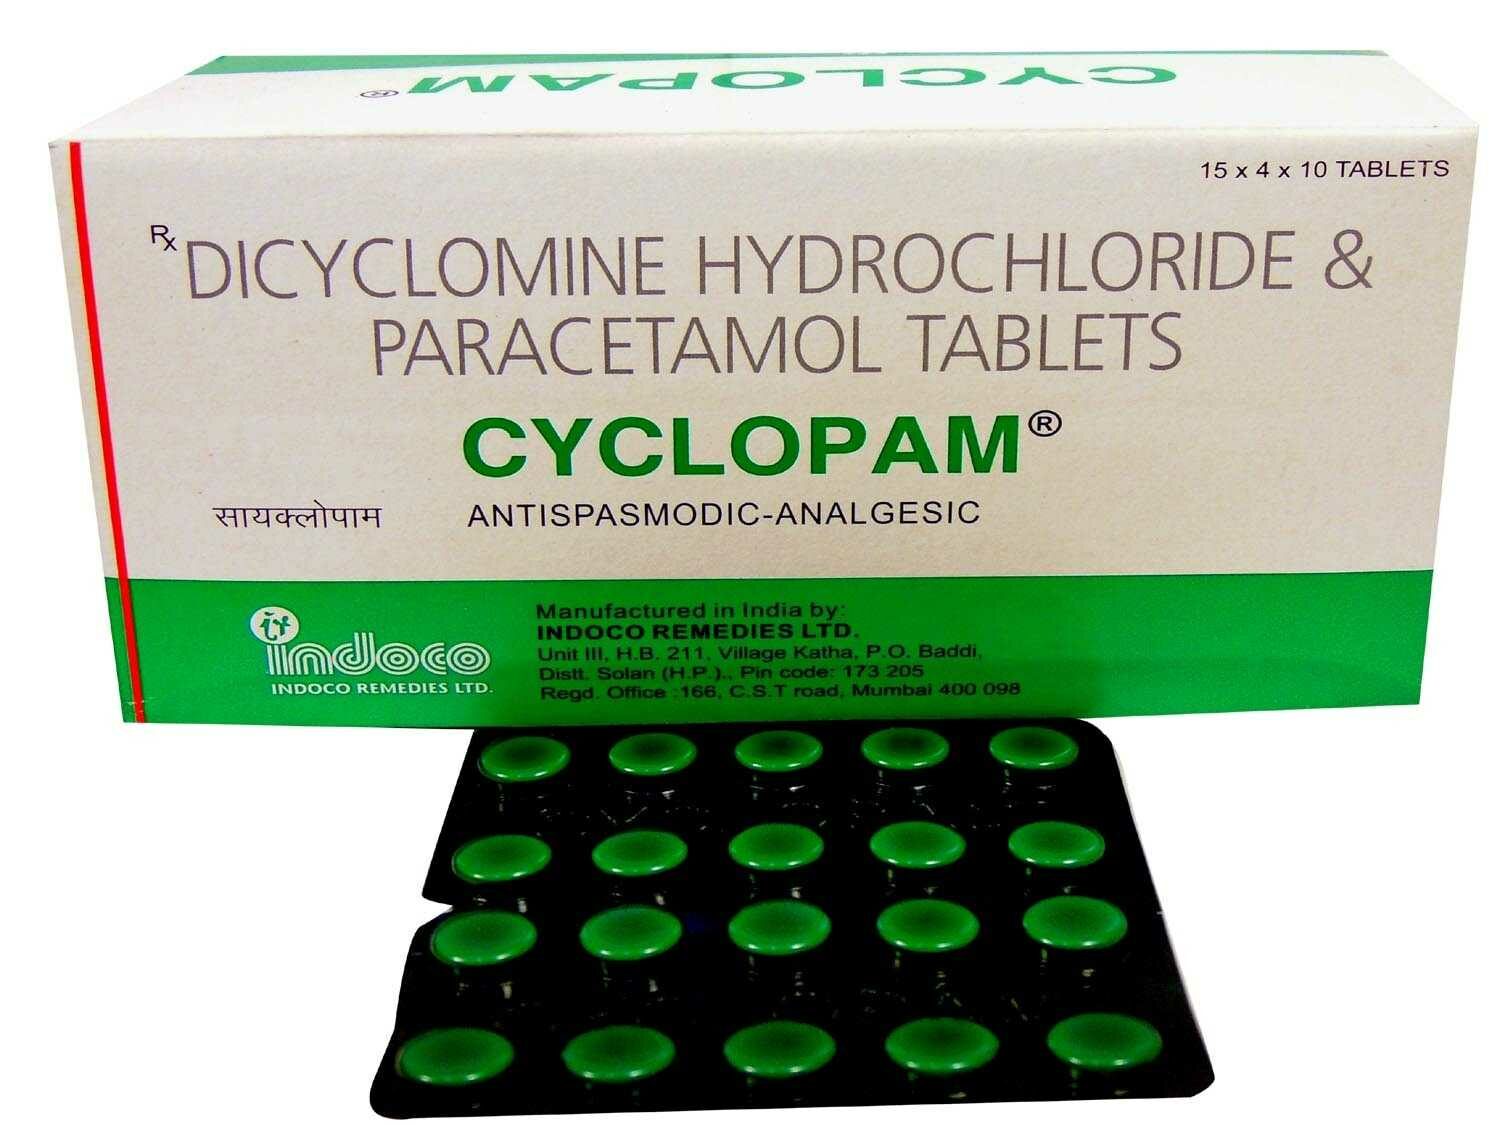 CYCLOPAM®
15 x 4 x 10 TABLETS
Rx DICYCLOMINE HYDROCHLORIDE &
PARACETAMOL TABLETS
CYCLOPAM®
सायक्लोपाम ANTISPASMODIC-ANALGESIC
indoco
INDOCO REMEDIES LTD.
Manufactured in India by:
INDOCO REMEDIES LTD.
Unit III, H.B. 211, Village Katha, P.O. Baddi,
Distt. Solan (H.P.)., Pin code: 173 205
Regd. Office :166, C.S.T road, Mumbai 400 098